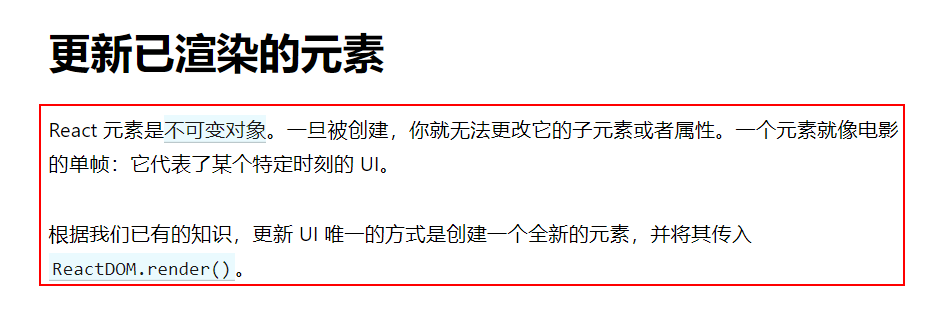 更新已渲染的元素
React 元素是不可变对象。一旦被创建，你就无法更改它的子元素或者属性。一个元素就像电影
的单帧：它代表了某个特定时刻的 UI。
根据我们已有的知识，更新 UI 唯一的方式是创建一个全新的元素，并将其传入
ReactDOM.render()。